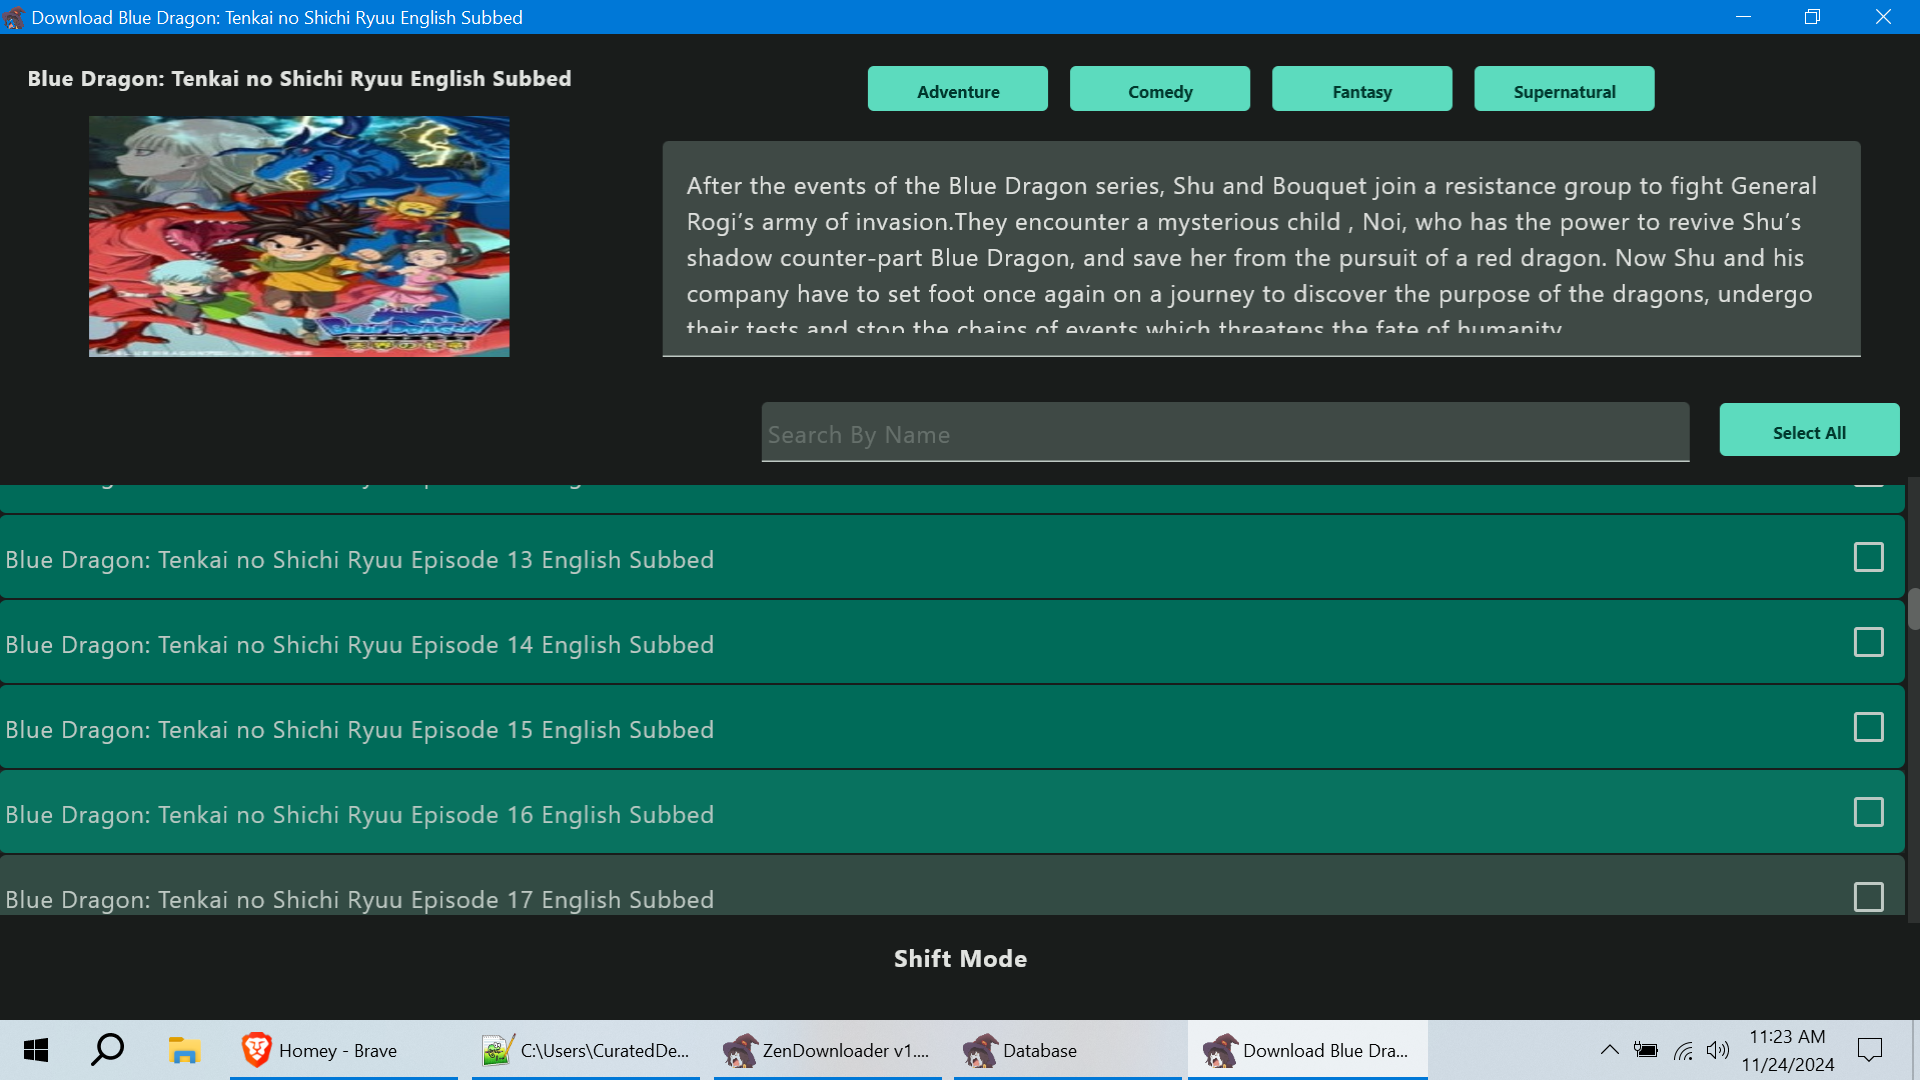 Download Blue Dragon: Tenkai no Shichi Ryuu English Subbed
Blue Dragon: Tenkai no Shichi Ryuu English Subbed
Adventure
Comedy
Fantasy
Supernatural
After the events of the Blue Dragon series, Shu and Bouquet join a resistance group to fight General
Rogi’s army of invasion.They encounter a mysterious child , Noi, who has the power to revive Shu’s
shadow counter-part Blue Dragon, and save her from the pursuit of a red dragon. Now Shu and his
company have to set foot once again on a journey to discover the purpose of the dragons, undergo
their tests and stop the chains of events which threatens the fate of humanity
BLUE DRAGON
天界の七竜
Search By Name
Select All
Blue Dragon: Tenkai no Shichi Ryuu Episode 13 English Subbed
Blue Dragon: Tenkai no Shichi Ryuu Episode 14 English Subbed
Blue Dragon: Tenkai no Shichi Ryuu Episode 15 English Subbed
Blue Dragon: Tenkai no Shichi Ryuu Episode 16 English Subbed
Blue Dragon: Tenkai no Shichi Ryuu Episode 17 English Subbed
Shift Mode
Homey - Brave
C:\Users\CuratedDe...
ZenDownloader v1....
Database
Download Blue Dra...
11:23 AM
11/24/2024